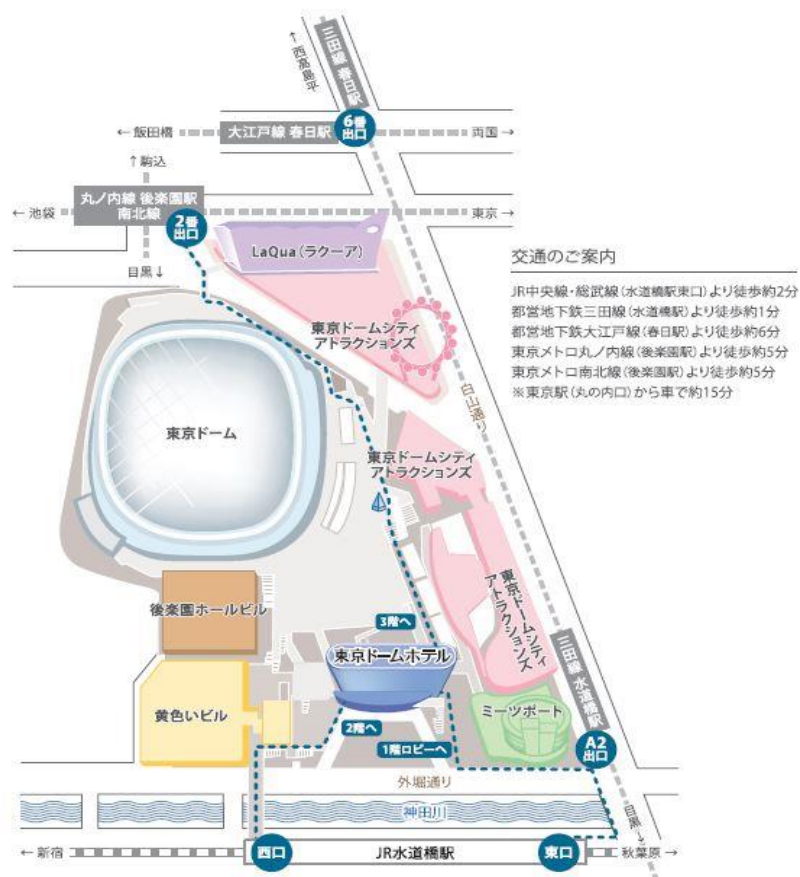 ↑西高島平
三田線 春日駅
6番
出口
← 飯田橋
大江戸線 春日駅
両国 →
↑駒込
丸ノ内線 後楽園駅
南北線
← 池袋
東京 →
2番
出口
目黒↓
LaQua(ラクーア)
東京ドームシティ
アトラクションズ
白山通り
東京ドーム
東京ドームシティ
アトラクションズ
後楽園ホールビル
3階へ
東京ドームホテル
東京ドームシティ
アトラクションズ
三田線 水道橋駅
黄色いビル
2階へ
1階ロビーへ
ミーツポート
A2
出口
外堀通り
神田川
目黒→
← 新宿
西口
JR水道橋駅
東口
秋葉原 →
交通のご案内
JR中央線・総武線(水道橋駅東口)より徒歩約2分
都営地下鉄三田線(水道橋駅)より徒歩約1分
都営地下鉄大江戸線(春日駅)より徒歩約6分
東京メトロ丸ノ内線(後楽園駅)より徒歩約5分
東京メトロ南北線(後楽園駅)より徒歩約5分
※東京駅(丸の内口)から車で約15分